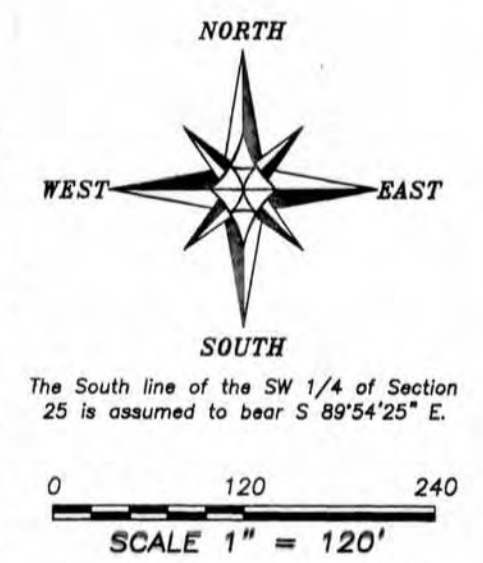 NORTH
WEST EAST
SOUTH
The South line of the SW 1/4 of Section
25 is assumed to bear S 89°54'25" E.
0 120 240
SCALE 1" = 120'